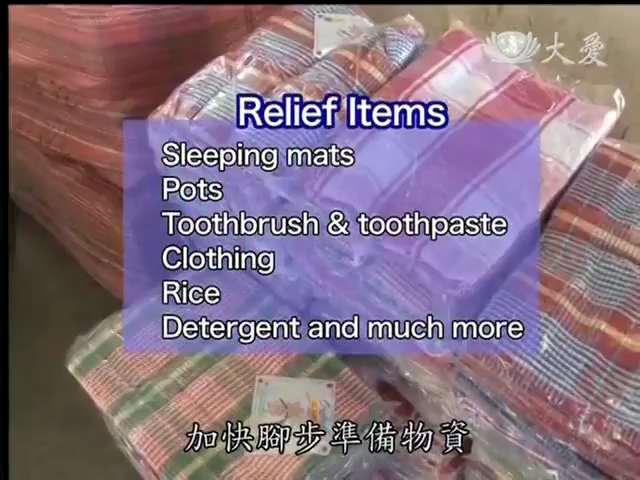 大愛
Relief Items
Sleeping mats
Pots
Toothbrush & toothpaste
Clothing
Rice
Detergent and much more
加快腳步準備物資